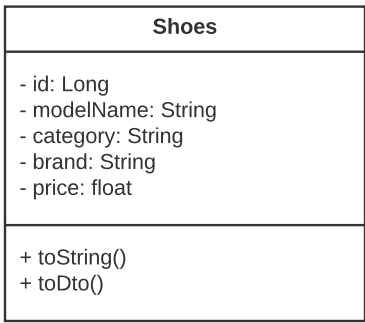 Shoes
- id: Long
- modelName: String
- category: String
- brand: String
- price: float
+ toString()
+ toDto()